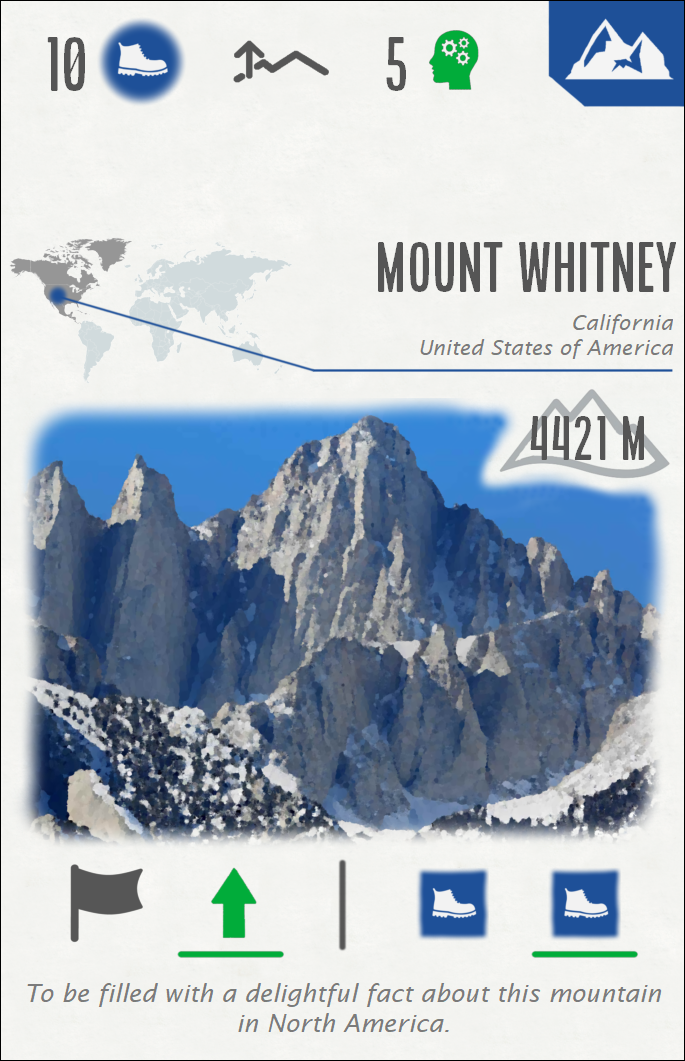 10
5
MOUNT WHITNEY
California
United States of America
4421 M
To be filled with a delightful fact about this mountain
in North America.